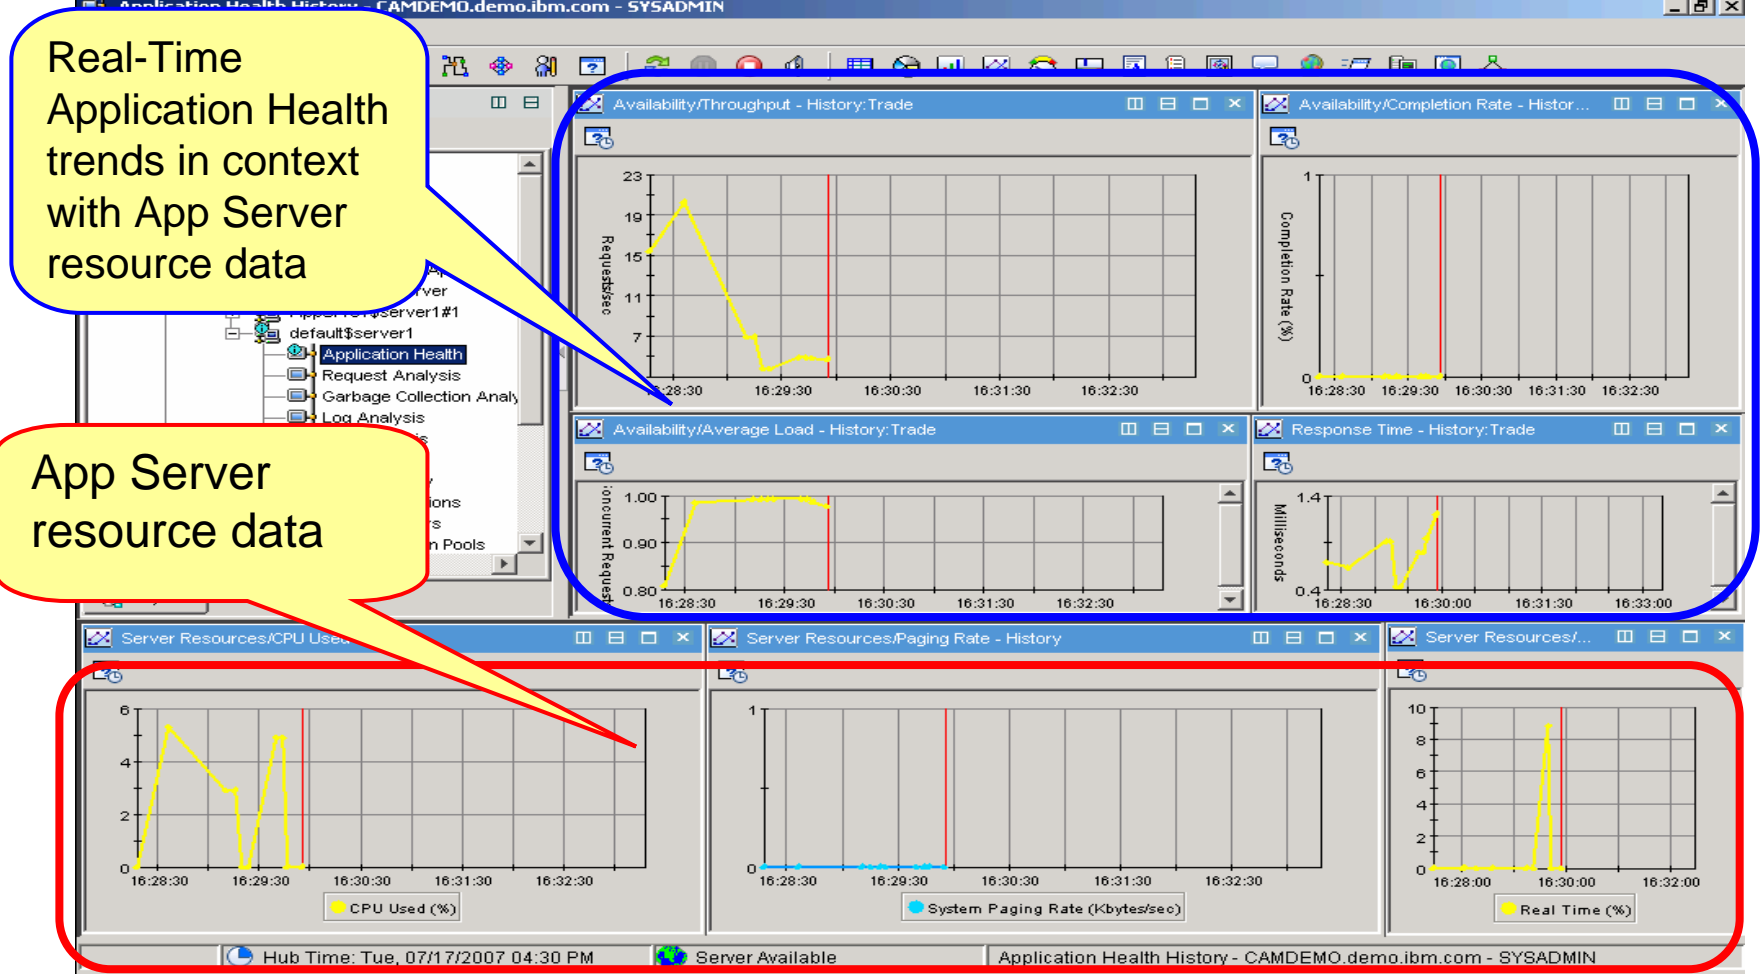 Application Health History - CAMDEMO.demo.ibm.com - SYSADMIN
Real-Time
Application Health
trends in context
with App Server
resource data
server1#1
default$server1
Application Health
Request Analysis
Garbage Collection Analy
Log Analysis
Pools
App Server
resource data
Availability/Throughput - History:Trade
23
19
15
11
7
Requests/sec
28:30
16:29:30
16:30:30
16:31:30
16:32:30
Availability/Completion Rate - Histor...
1
0
Completion Rate (%)
16:28:30
16:29:30
16:30:30
16:31:30
16:32:30
Availability/Average Load - History:Trade
1.00
0.90
0.80
Concurrent Requests
16:28:30
16:29:30
16:30:30
16:31:30
16:32:30
Response Time - History:Trade
1.4
0.4
Milliseconds
16:28:30
16:30:00
16:31:30
16:33:00
Server Resources/CPU Used
6
4
2
0
16:28:30
16:29:30
16:30:30
16:31:30
16:32:30
CPU Used (%)
Server Resources/Paging Rate - History
1
0
16:28:30
16:29:30
16:30:30
16:31:30
16:32:30
System Paging Rate (Kbytes/sec)
Server Resources/...
10
8
6
4
2
0
16:28:00
16:30:00
16:32:00
Real Time (%)
Hub Time: Tue, 07/17/2007 04:30 PM
Server Available
Application Health History - CAMDEMO.demo.ibm.com - SYSADMIN